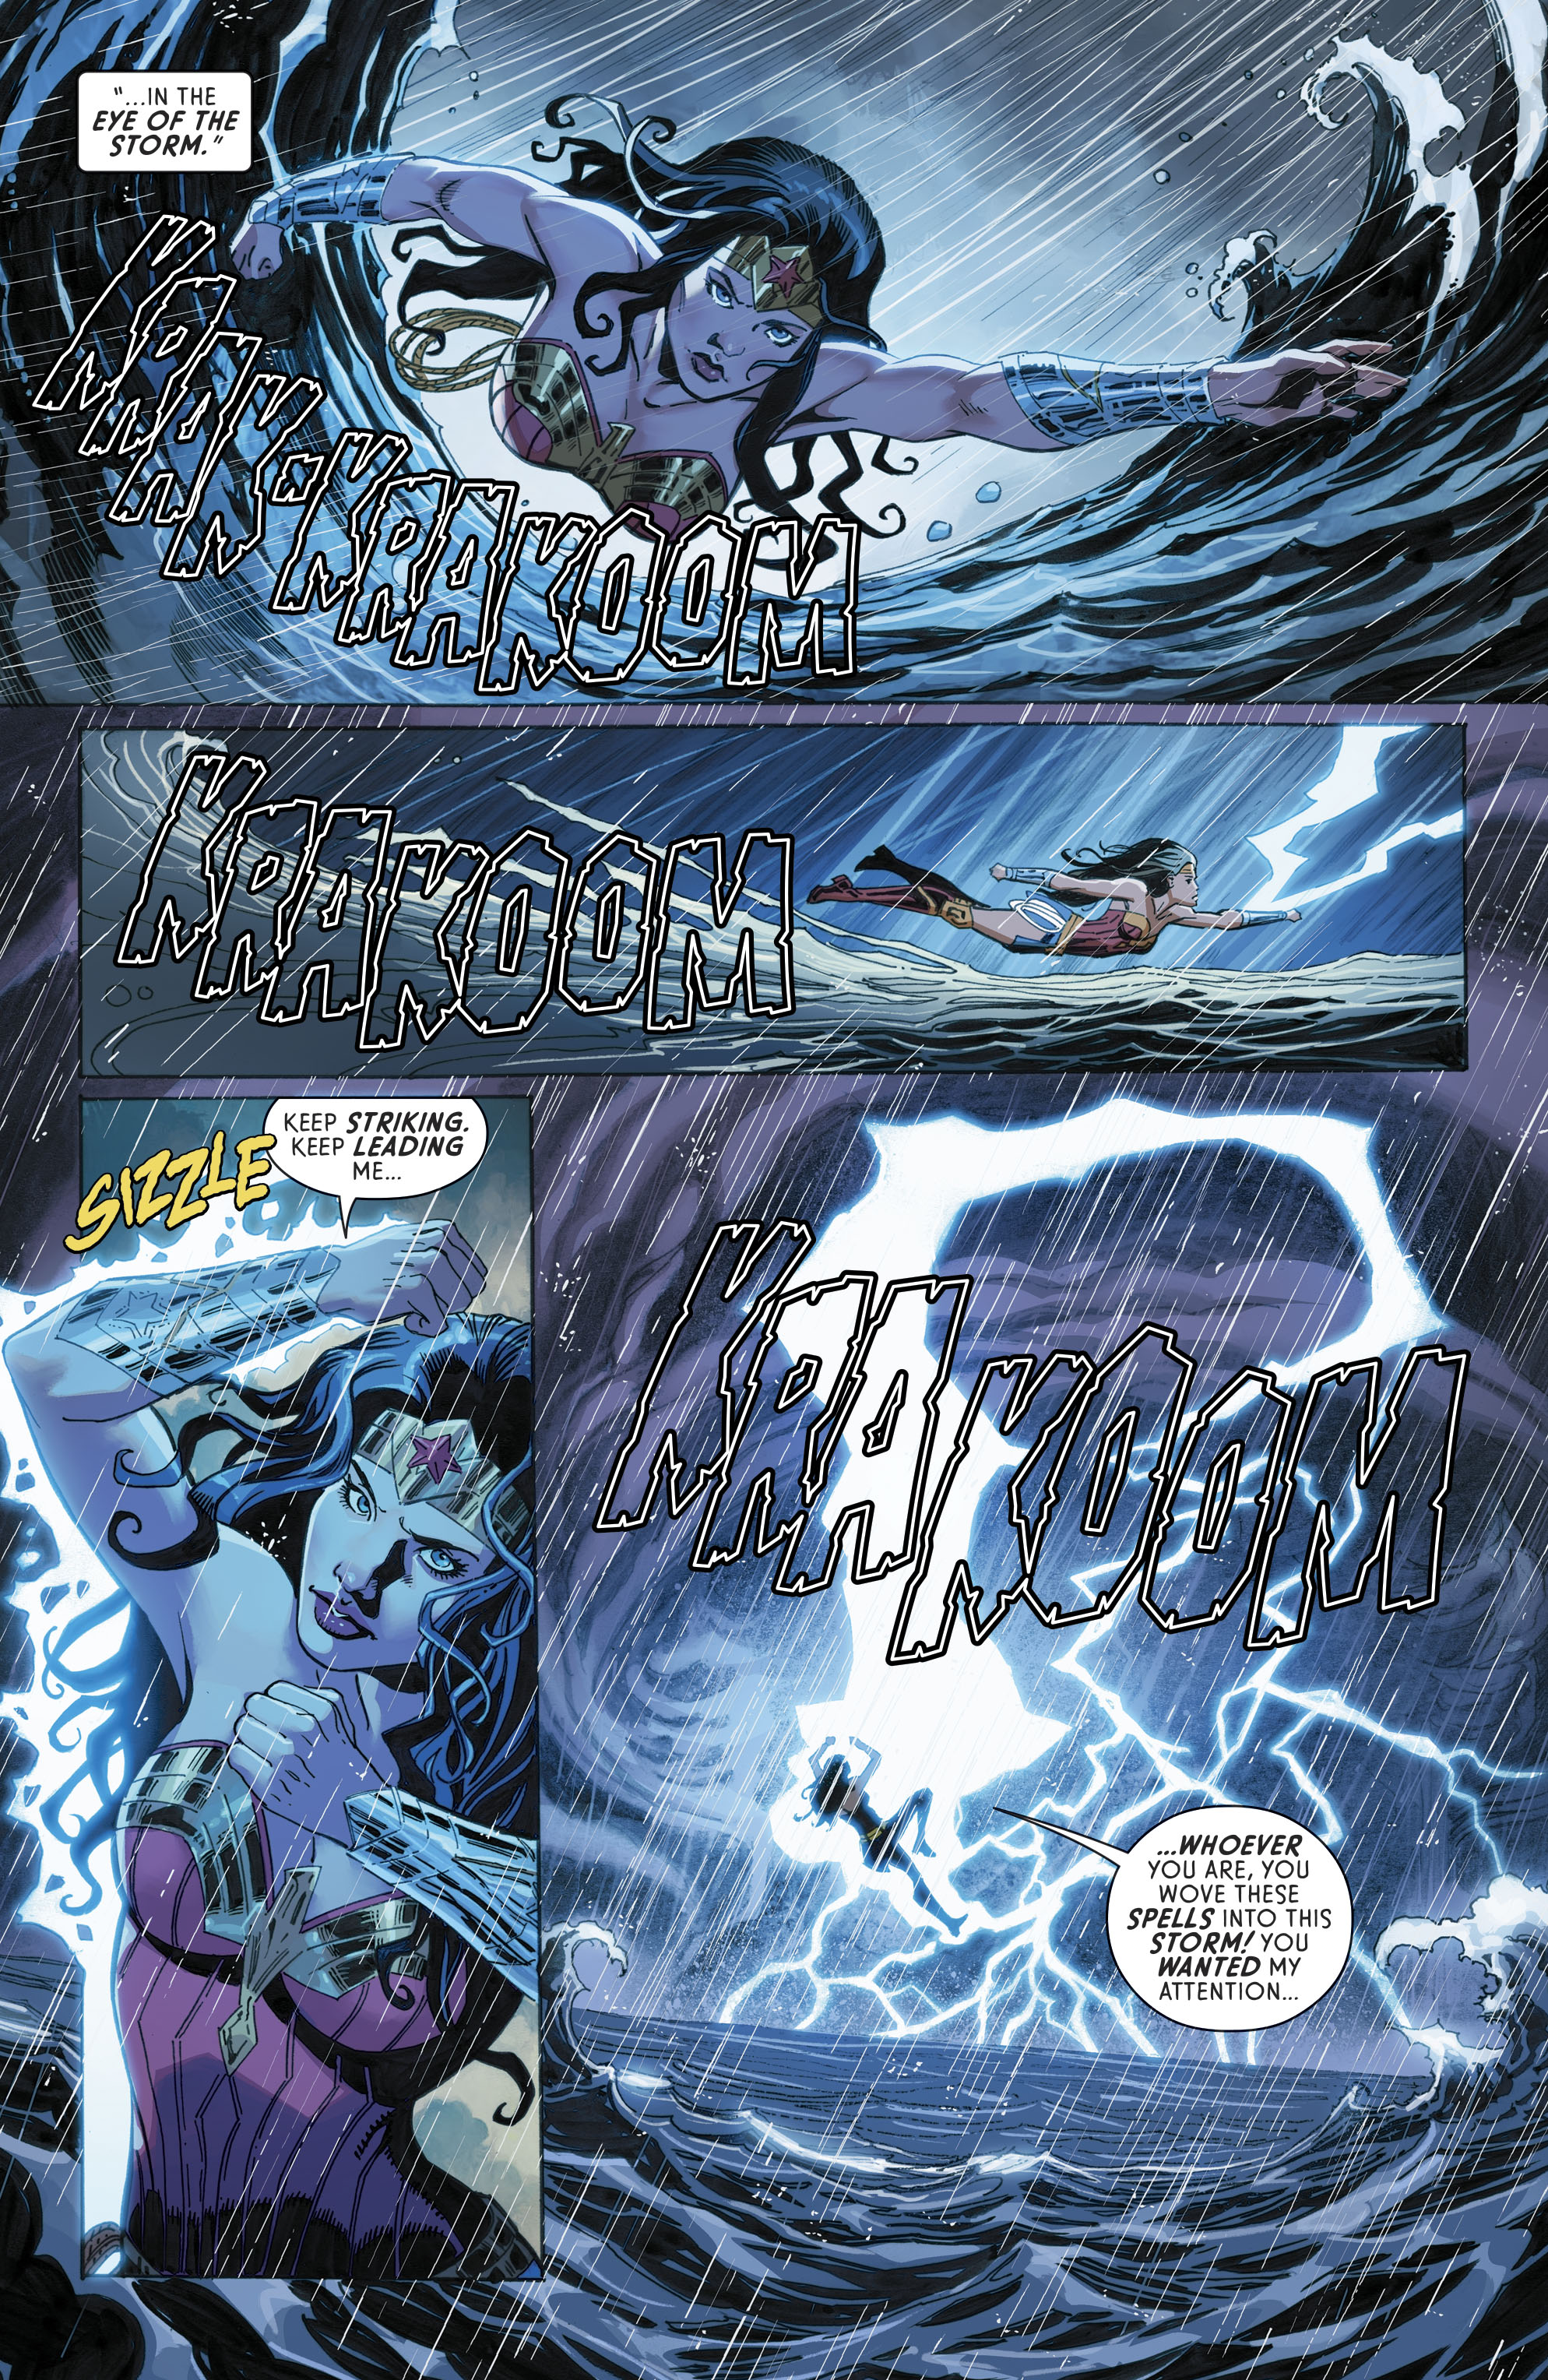 "...IN THE
EYE OF THE
STORM."
KRAK-KRAKOOM
KRAKOOM
SIZZLE
KEEP STRIKING.
KEEP LEADING
ME...
KRAKOOM
...WHOEVER
YOU ARE, YOU
WOVE THESE
SPELLS INTO THIS
STORM! YOU
WANTED MY
ATTENTION...